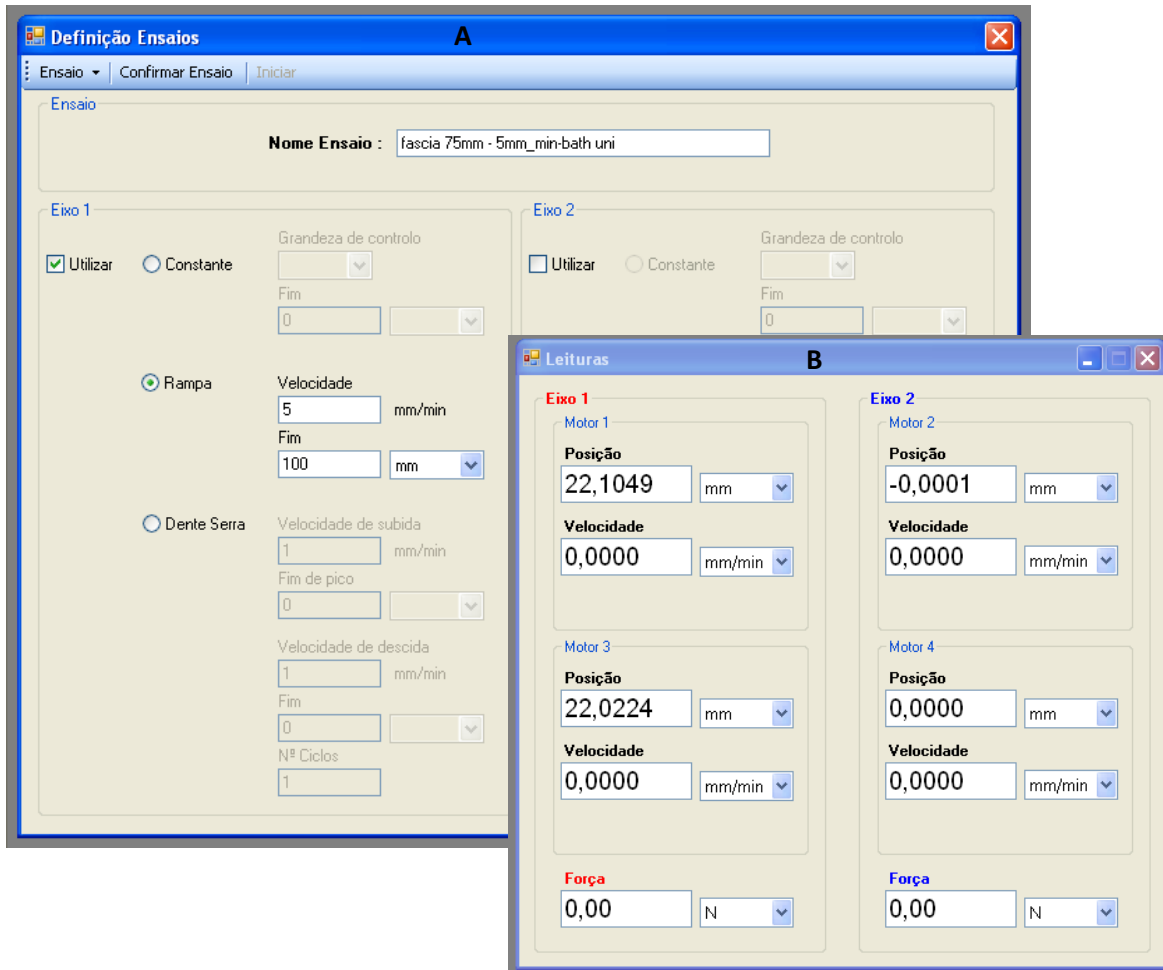 Definição Ensaios
A
Ensaio
Confirmar Ensaio
Iniciar
Ensaio
Nome Ensaio :
fascia 75mm - 5mm_min-bath uni
Eixo 1
Utilizar
Constante
Grandeza de controlo
Fim
0
Rampa
Velocidade
5
mm/min
Fim
100
mm
Dente Serra
Velocidade de subida
1
mm/min
Fim de pico
0
Velocidade de descida
1
mm/min
Fim
0
Nº Ciclos
1
Eixo 2
Utilizar
Constante
Grandeza de controlo
Fim
0
Leituras
B
Eixo 1
Motor 1
Posição
22,1049
mm
Velocidade
0,0000
mm/min
Motor 3
Posição
22,0224
mm
Velocidade
0,0000
mm/min
Força
0,00
N
Eixo 2
Motor 2
Posição
-0,0001
mm
Velocidade
0,0000
mm/min
Motor 4
Posição
0,0000
mm
Velocidade
0,0000
mm/min
Força
0,00
N